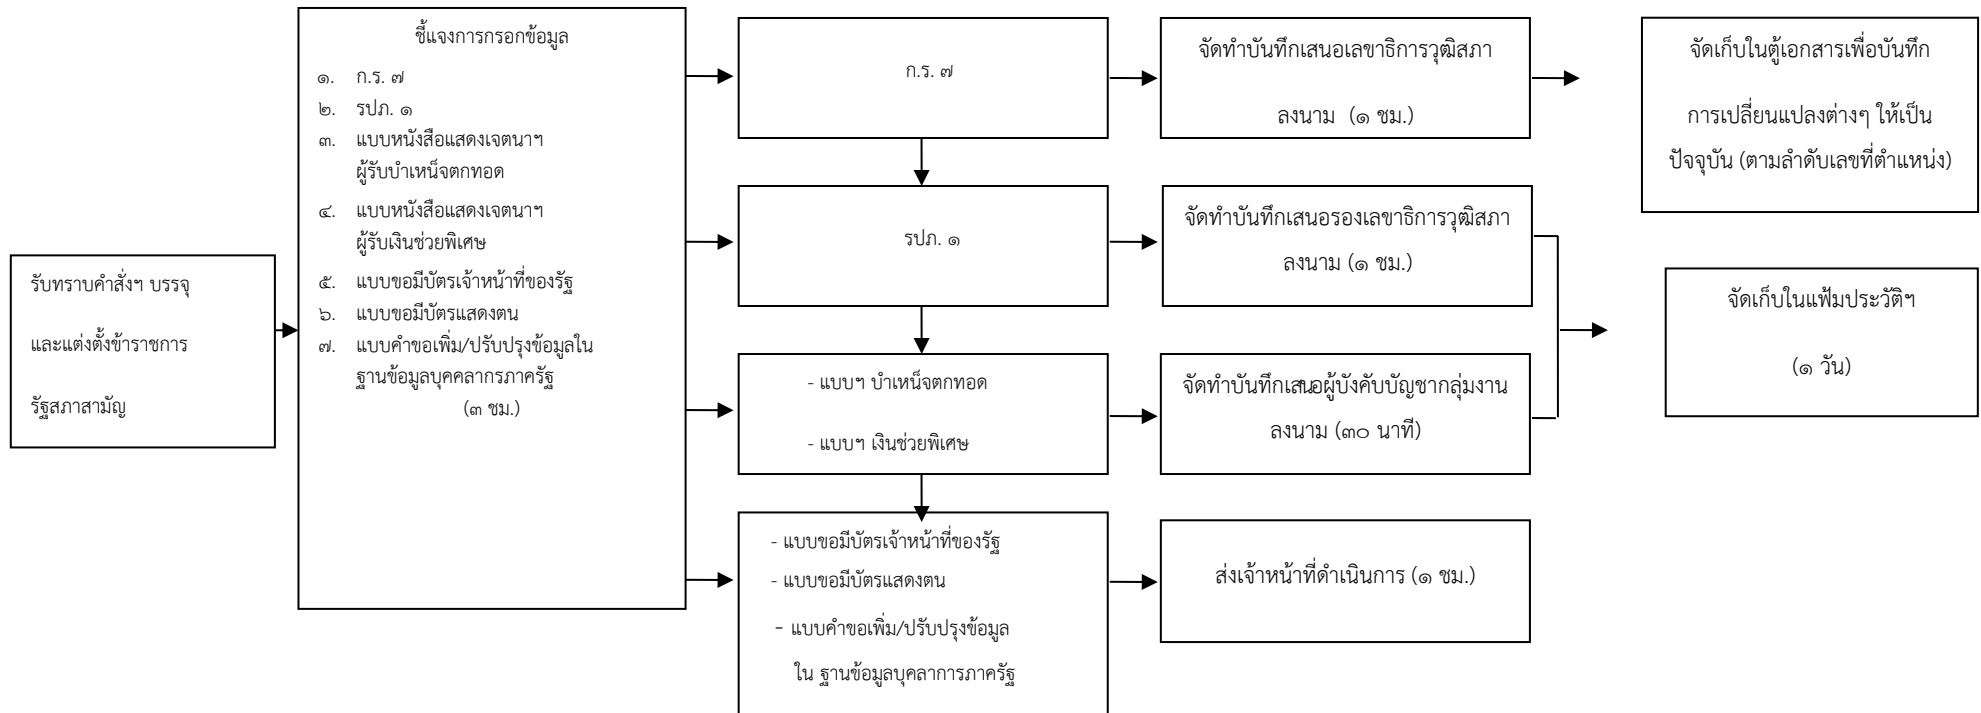 รับทราบคำสั่งฯ บรรจุ
และแต่งตั้งข้าราชการ
รัฐสภาสามัญ
ชี้แจงการกรอกข้อมูล
๑. ก.ร. ๗
๒. รปภ. ๑
๓. แบบหนังสือแสดงเจตนาฯ
ผู้รับบำเหน็จตกทอด
๔. แบบหนังสือแสดงเจตนาฯ
ผู้รับเงินช่วยพิเศษ
๕. แบบขอมีบัตรเจ้าหน้าที่ของรัฐ
๖. แบบขอมีบัตรแสดงตน
๗. แบบคำขอเพิ่ม/ปรับปรุงข้อมูลใน
ฐานข้อมูลบุคคลากรภาครัฐ
(๓ ชม.)
ก.ร. ๗
จัดทำบันทึกเสนอเลขาธิการวุฒิสภา
ลงนาม (๑ ชม.)
จัดเก็บในตู้เอกสารเพื่อบันทึก
การเปลี่ยนแปลงต่างๆ ให้เป็น
ปัจจุบัน (ตามลำดับเลขที่ตำแหน่ง)
รปภ. ๑
จัดทำบันทึกเสนอรองเลขาธิการวุฒิสภา
ลงนาม (๑ ชม.)
- แบบฯ บำเหน็จตกทอด
- แบบฯ เงินช่วยพิเศษ
จัดทำบันทึกเสนอผู้บังคับบัญชากลุ่มงาน
ลงนาม (๓๐ นาที)
จัดเก็บในแฟ้มประวัติฯ
(๑ วัน)
- แบบขอมีบัตรเจ้าหน้าที่ของรัฐ
- แบบขอมีบัตรแสดงตน
- แบบคำขอเพิ่ม/ปรับปรุงข้อมูล
ใน ฐานข้อมูลบุคลาการภาครัฐ
ส่งเจ้าหน้าที่ดำเนินการ (๑ ชม.)